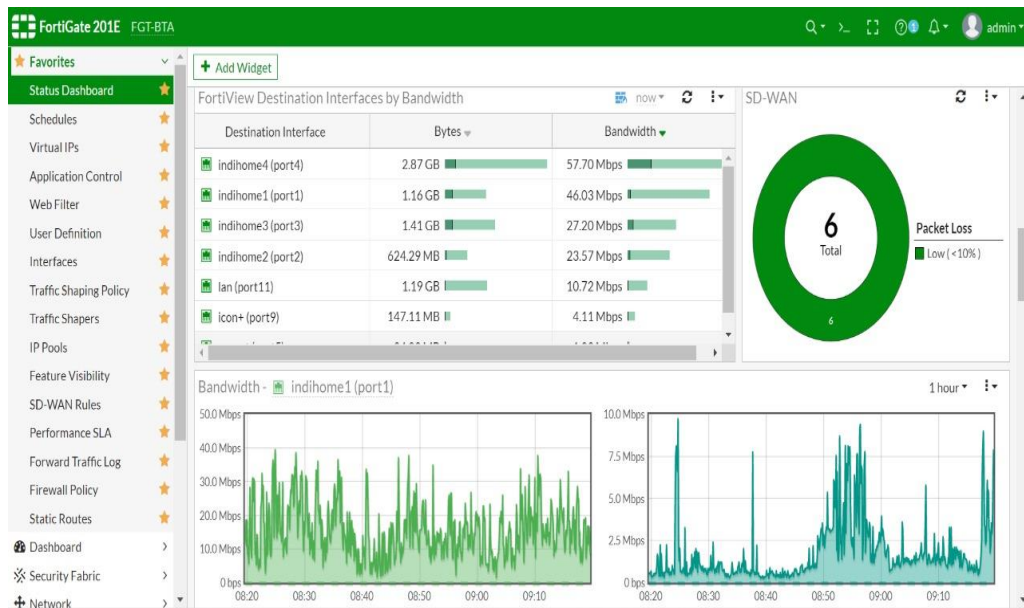 FortiGate 201E FGT-BTA
>_ 1 admin
Favorites
Status Dashboard
Schedules
Virtual IPs
Application Control
Web Filter
User Definition
Interfaces
Traffic Shaping Policy
Traffic Shapers
IP Pools
Feature Visibility
SD-WAN Rules
Performance SLA
Forward Traffic Log
Firewall Policy
Static Routes
Dashboard
Security Fabric
Network
+ Add Widget
FortiView Destination Interfaces by Bandwidth now
Destination Interface Bytes Bandwidth
indihome4 (port4) 2.87 GB 57.70 Mbps
indihome1 (port1) 1.16 GB 46.03 Mbps
indihome3 (port3) 1.41 GB 27.20 Mbps
indihome2 (port2) 624.29 MB 23.57 Mbps
lan (port11) 1.19 GB 10.72 Mbps
icon+ (port9) 147.11 MB 4.11 Mbps
SD-WAN
6
Total
6
Packet Loss
Low (<10%)
Bandwidth - indihome1 (port1) 1 hour
50.0 Mbps
40.0 Mbps
30.0 Mbps
20.0 Mbps
10.0 Mbps
0 bps
08:20 08:30 08:40 08:50 09:00 09:10
10.0 Mbps
7.5 Mbps
5.0 Mbps
2.5 Mbps
0 bps
08:20 08:30 08:40 08:50 09:00 09:10